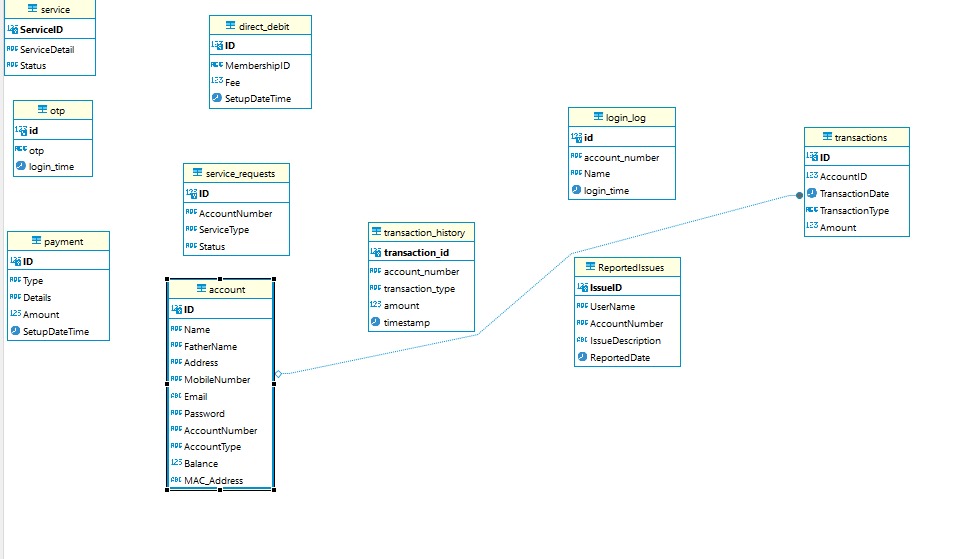 service
ServiceID
ServiceDetail
Status
direct_debit
ID
MembershipID
Fee
SetupDateTime
otp
id
otp
login_time
login_log
id
account_number
Name
login_time
transactions
ID
AccountID
TransactionDate
TransactionType
Amount
service_requests
ID
AccountNumber
ServiceType
Status
payment
ID
Type
Details
Amount
SetupDateTime
transaction_history
transaction_id
account_number
transaction_type
amount
timestamp
ReportedIssues
IssueID
UserName
AccountNumber
IssueDescription
ReportedDate
account
ID
Name
FatherName
Address
MobileNumber
Email
Password
AccountNumber
AccountType
Balance
MAC_Address